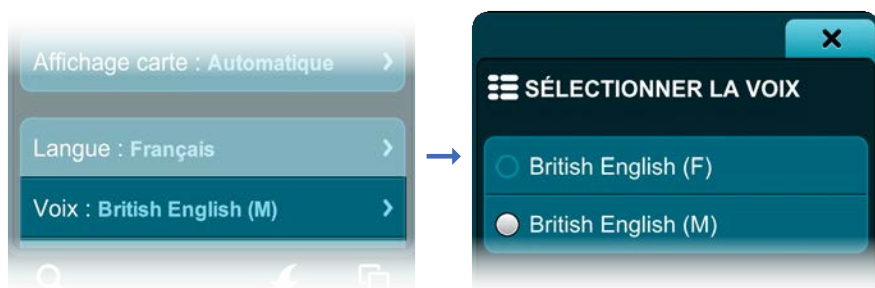 Affichage carte : Automatique
Langue : Français
Voix : British English (M)
SÉLECTIONNER LA VOIX
British English (F)
British English (M)